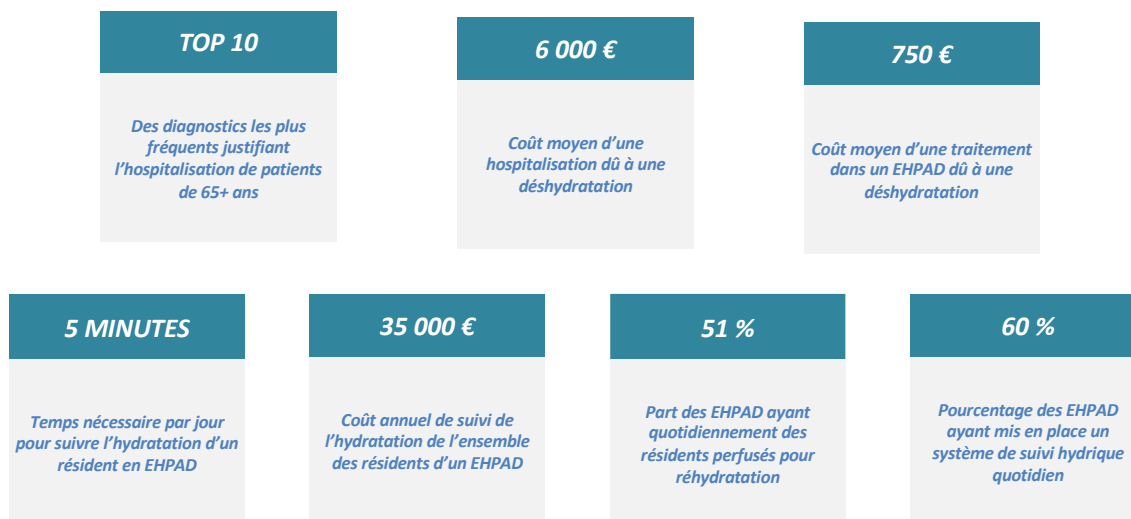 TOP 10
Des diagnostics les plus
fréquents justifiant
l'hospitalisation de patients
de 65+ ans
6 000 €
Coût moyen d'une
hospitalisation dû à une
déshydratation
750 €
Coût moyen d'une traitement
dans un EHPAD dû à une
déshydratation
5 MINUTES
Temps nécessaire par jour
pour suivre l'hydratation d'un
résident en EHPAD
35 000 €
Coût annuel de suivi de
l'hydratation de l'ensemble
des résidents d'un EHPAD
51 %
Part des EHPAD ayant
quotidiennement des
résidents perfusés pour
réhydratation
60 %
Pourcentage des EHPAD
ayant mis en place un
système de suivi hydrique
quotidien